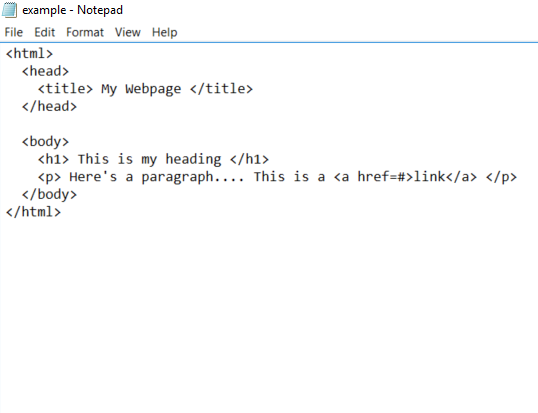 example - Notepad
File Edit Format View Help
<html>
  <head>
    <title> My Webpage </title>
  </head>

  <body>
    <h1> This is my heading </h1>
    <p> Here's a paragraph.... This is a <a href=#>link</a> </p>
  </body>
</html>